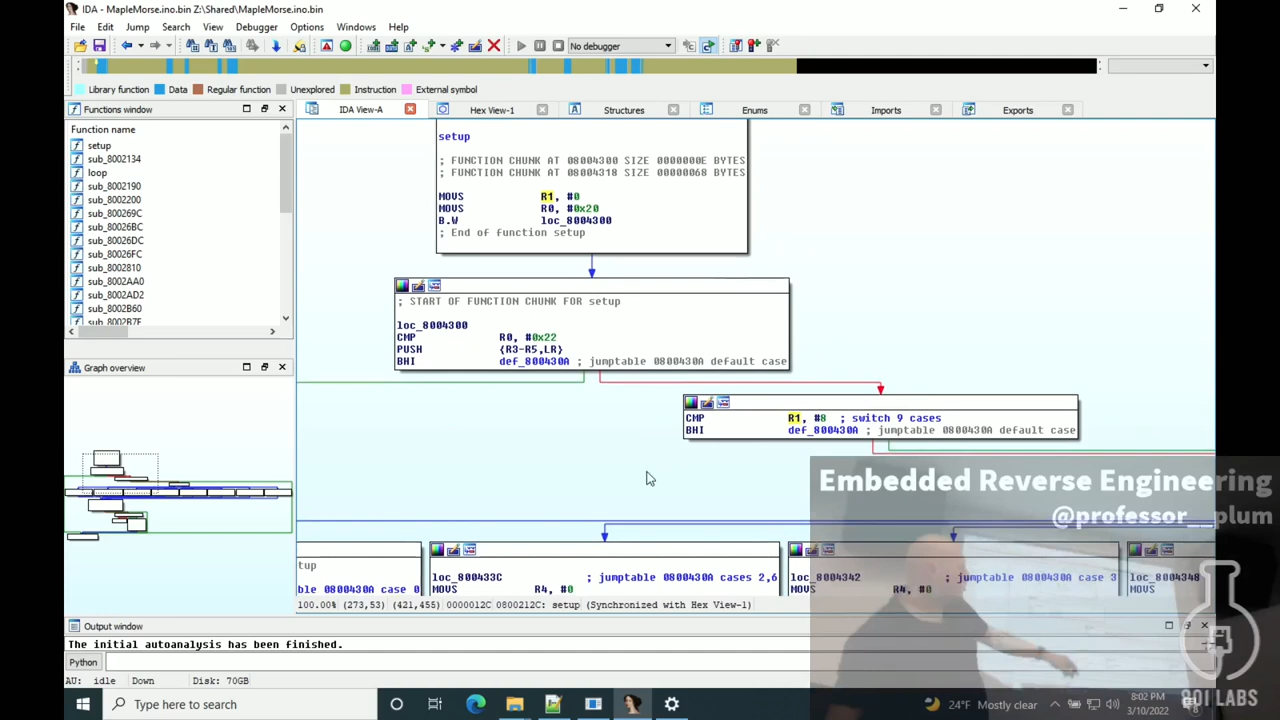 IDA - MapleMorse.ino.bin Z:\Shared\MapleMorse.ino.bin
File Edit Jump Search View Debugger Options Windows Help
No debugger
Library function Data Regular function Unexplored Instruction External symbol
Functions window
IDA View-A Hex View-1 Structures Enums Imports Exports
Function name
setup
sub_8002134
loop
sub_8002190
sub_8002200
sub_800269C
sub_80026BC
sub_80026DC
sub_80026FC
sub_8002810
sub_8002AA0
sub_8002AD2
sub_8002B60
sub_8002B7E
Graph overview
setup
; FUNCTION CHUNK AT 08004300 SIZE 0000000E BYTES
; FUNCTION CHUNK AT 08004318 SIZE 00000068 BYTES
MOVS R1, #0
MOVS R0, #0x20
B.W loc_8004300
; End of function setup
; START OF FUNCTION CHUNK FOR setup
loc_8004300
CMP R0, #0x22
PUSH {R3-R5,LR}
BHI def_800430A ; jumptable 0800430A default case
CMP R1, #8 ; switch 9 cases
BHI def_800430A ; jumptable 0800430A default case
Embedded Reverse Engineering
@professor__plum
tup
ble 0800430A case 0
loc_800433C ; jumptable 0800430A cases 2,6
MOVS R4, #0
loc_8004342 ; jumptable 0800430A case 3
MOVS R4, #0
loc_8004348
MOVS
100.00% (273,53) (421,455) 0000012C 0800212C: setup (Synchronized with Hex View-1)
Output window
The initial autoanalysis has been finished.
Python
AU: idle Down Disk: 70GB
801 LABS
Type here to search
24°F Mostly clear
8:02 PM
3/10/2022